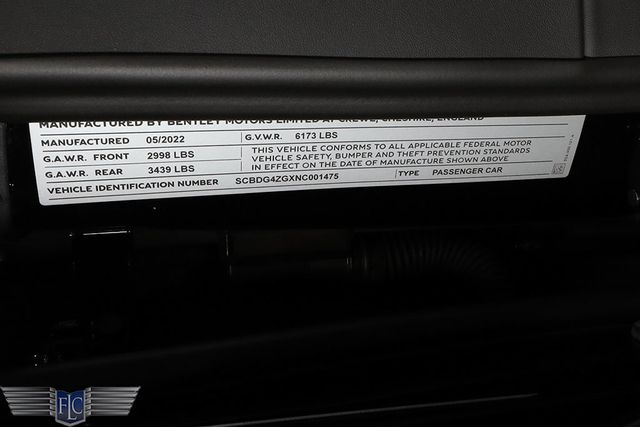 MANUFACTURED BY BENTLEY MOTORS LIMITED AT CREWE, CHESHIRE, ENGLAND
MANUFACTURED 05/2022 G.V.W.R. 6173 LBS
G.A.W.R. FRONT 2998 LBS
G.A.W.R. REAR 3439 LBS
THIS VEHICLE CONFORMS TO ALL APPLICABLE FEDERAL MOTOR
VEHICLE SAFETY, BUMPER AND THEFT PREVENTION STANDARDS
IN EFFECT ON THE DATE OF MANUFACTURE SHOWN ABOVE
VEHICLE IDENTIFICATION NUMBER SCBDG4ZGXNC001475 TYPE PASSENGER CAR
FLC